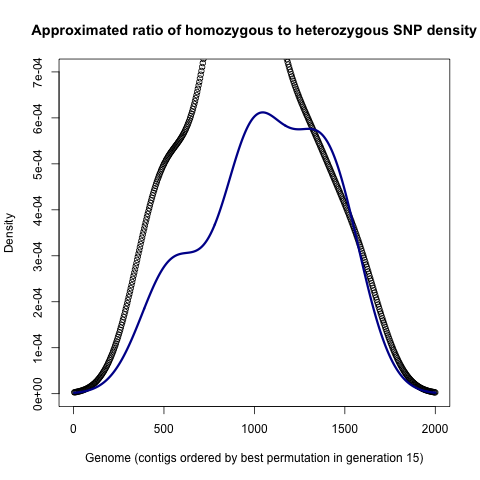 Approximated ratio of homozygous to heterozygous SNP density
7e-04
6e-04
5e-04
4e-04
3e-04
2e-04
1e-04
0e+00
Density
0 500 1000 1500 2000
Genome (contigs ordered by best permutation in generation 15)